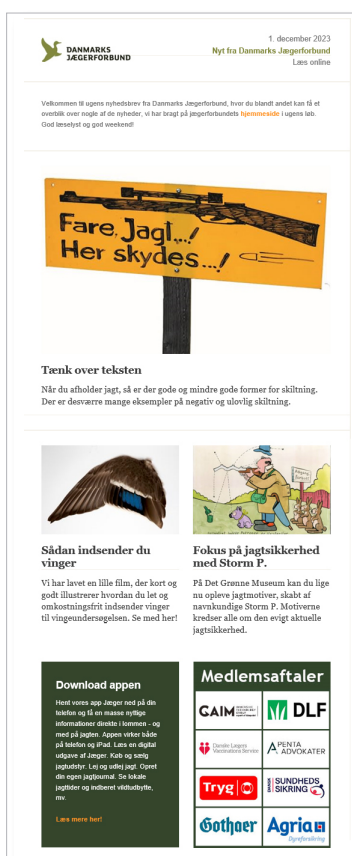 DANMARKS
JÆGERFORBUND
1. december 2023
Nyt fra Danmarks Jægerforbund
Læs online
Velkommen til ugens nyhedsbrev fra Danmarks Jægerforbund, hvor du blandt andet kan få et
overblik over nogle af de nyheder, vi har bragt på jægerforbundets hjemmeside i ugens løb.
God læselyst og god weekend!
Fare, Jagt..!
Her skydes...!
Tænk over teksten
Når du afholder jagt, så er der gode og mindre gode former for skiltning.
Der er desværre mange eksempler på negativ og ulovlig skiltning.
Sådan indsender du
vinger
Vi har lavet en lille film, der kort og
godt illustrerer hvordan du let og
omkostningsfrit indsender vinger
til vingeundersøgelsen. Se med her!
Fokus på jagtsikkerhed
med Storm P.
På Det Grønne Museum kan du lige
nu opleve jagtmotiver, skabt af
navnkundige Storm P. Motiverne
kredser alle om den evigt aktuelle
jagtsikkerhed.
Download appen
Hent vores app Jæger ned på din
telefon og få en masse nyttige
informationer direkte i lommen - og
med på jagten. Appen virker både
på telefon og iPad. Læs en digital
udgave af Jæger. Køb og sælg
jagtudstyr. Lej og udlej jagt. Opret
din egen jagtjournal. Se lokale
jagttider og indberet vildtudbytte,
mv.
Læs mere her!
Medlemsaftaler
GAIM
DLF
Danske Lægers
Vaccinations Service
PENTA
ADVOKATER
Tryg
DANSK
SUNDHEDS
SIKRING
Gothaer
Agria
Dyreforsikring